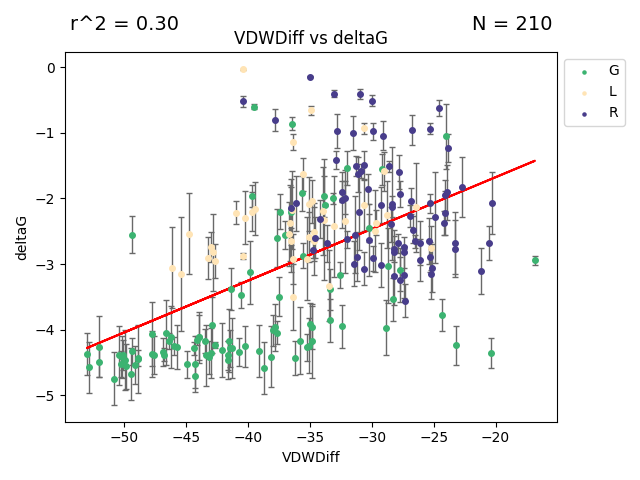 r^2 = 0.30 N = 210
VDWDiff vs deltaG
G
L
R
0
−1
−2
−3
−4
−5
deltaG
−50 −45 −40 −35 −30 −25 −20
VDWDiff